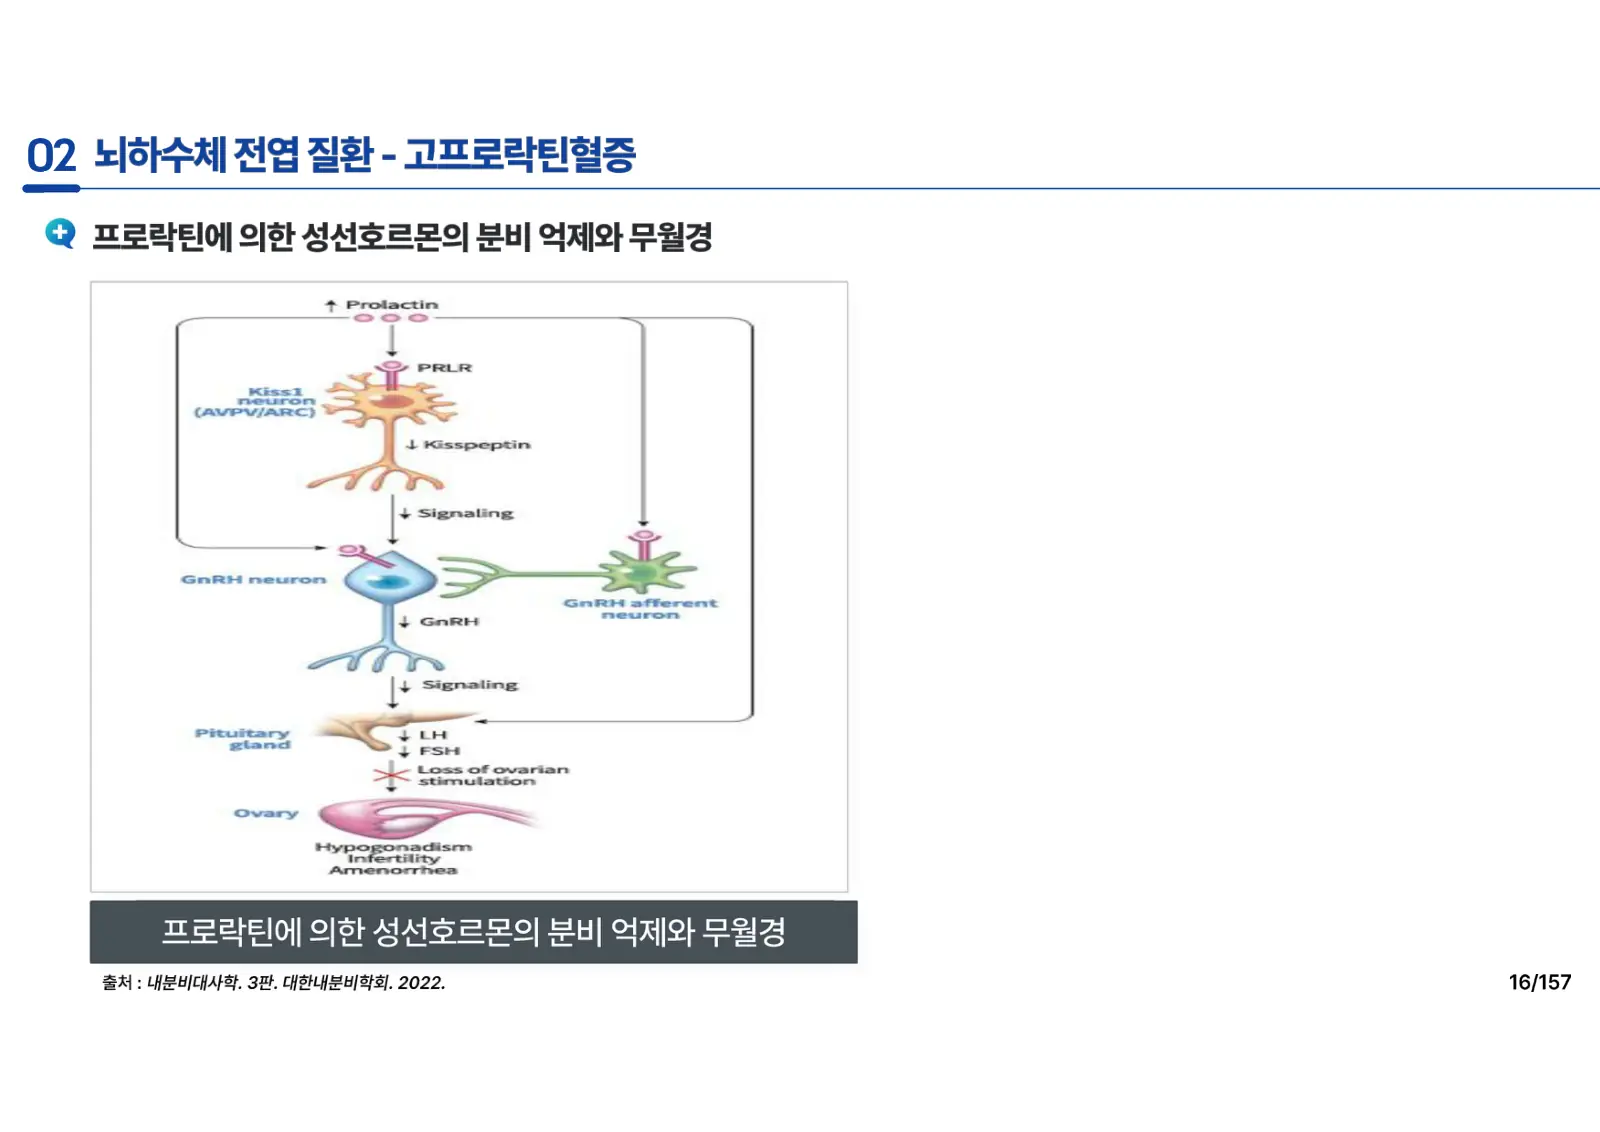 02 뇌하수체 전엽 질환 - 고프로락틴혈증
프로락틴에 의한 성선호르몬의 분비 억제와 무월경
↑ Prolactin
PRLR
Kiss1
neuron
(AVPV/ARC)
↓ Kisspeptin
↓ Signaling
GnRH neuron
GnRH afferent
neuron
↓ GnRH
↓ Signaling
Pituitary
gland
↓ LH
↓ FSH
Loss of ovarian
stimulation
Ovary
Hypogonadism
Infertility
Amenorrhea
프로락틴에 의한 성선호르몬의 분비 억제와 무월경
출처 : 내분비대사학. 3판. 대한내분비학회. 2022.
16/157